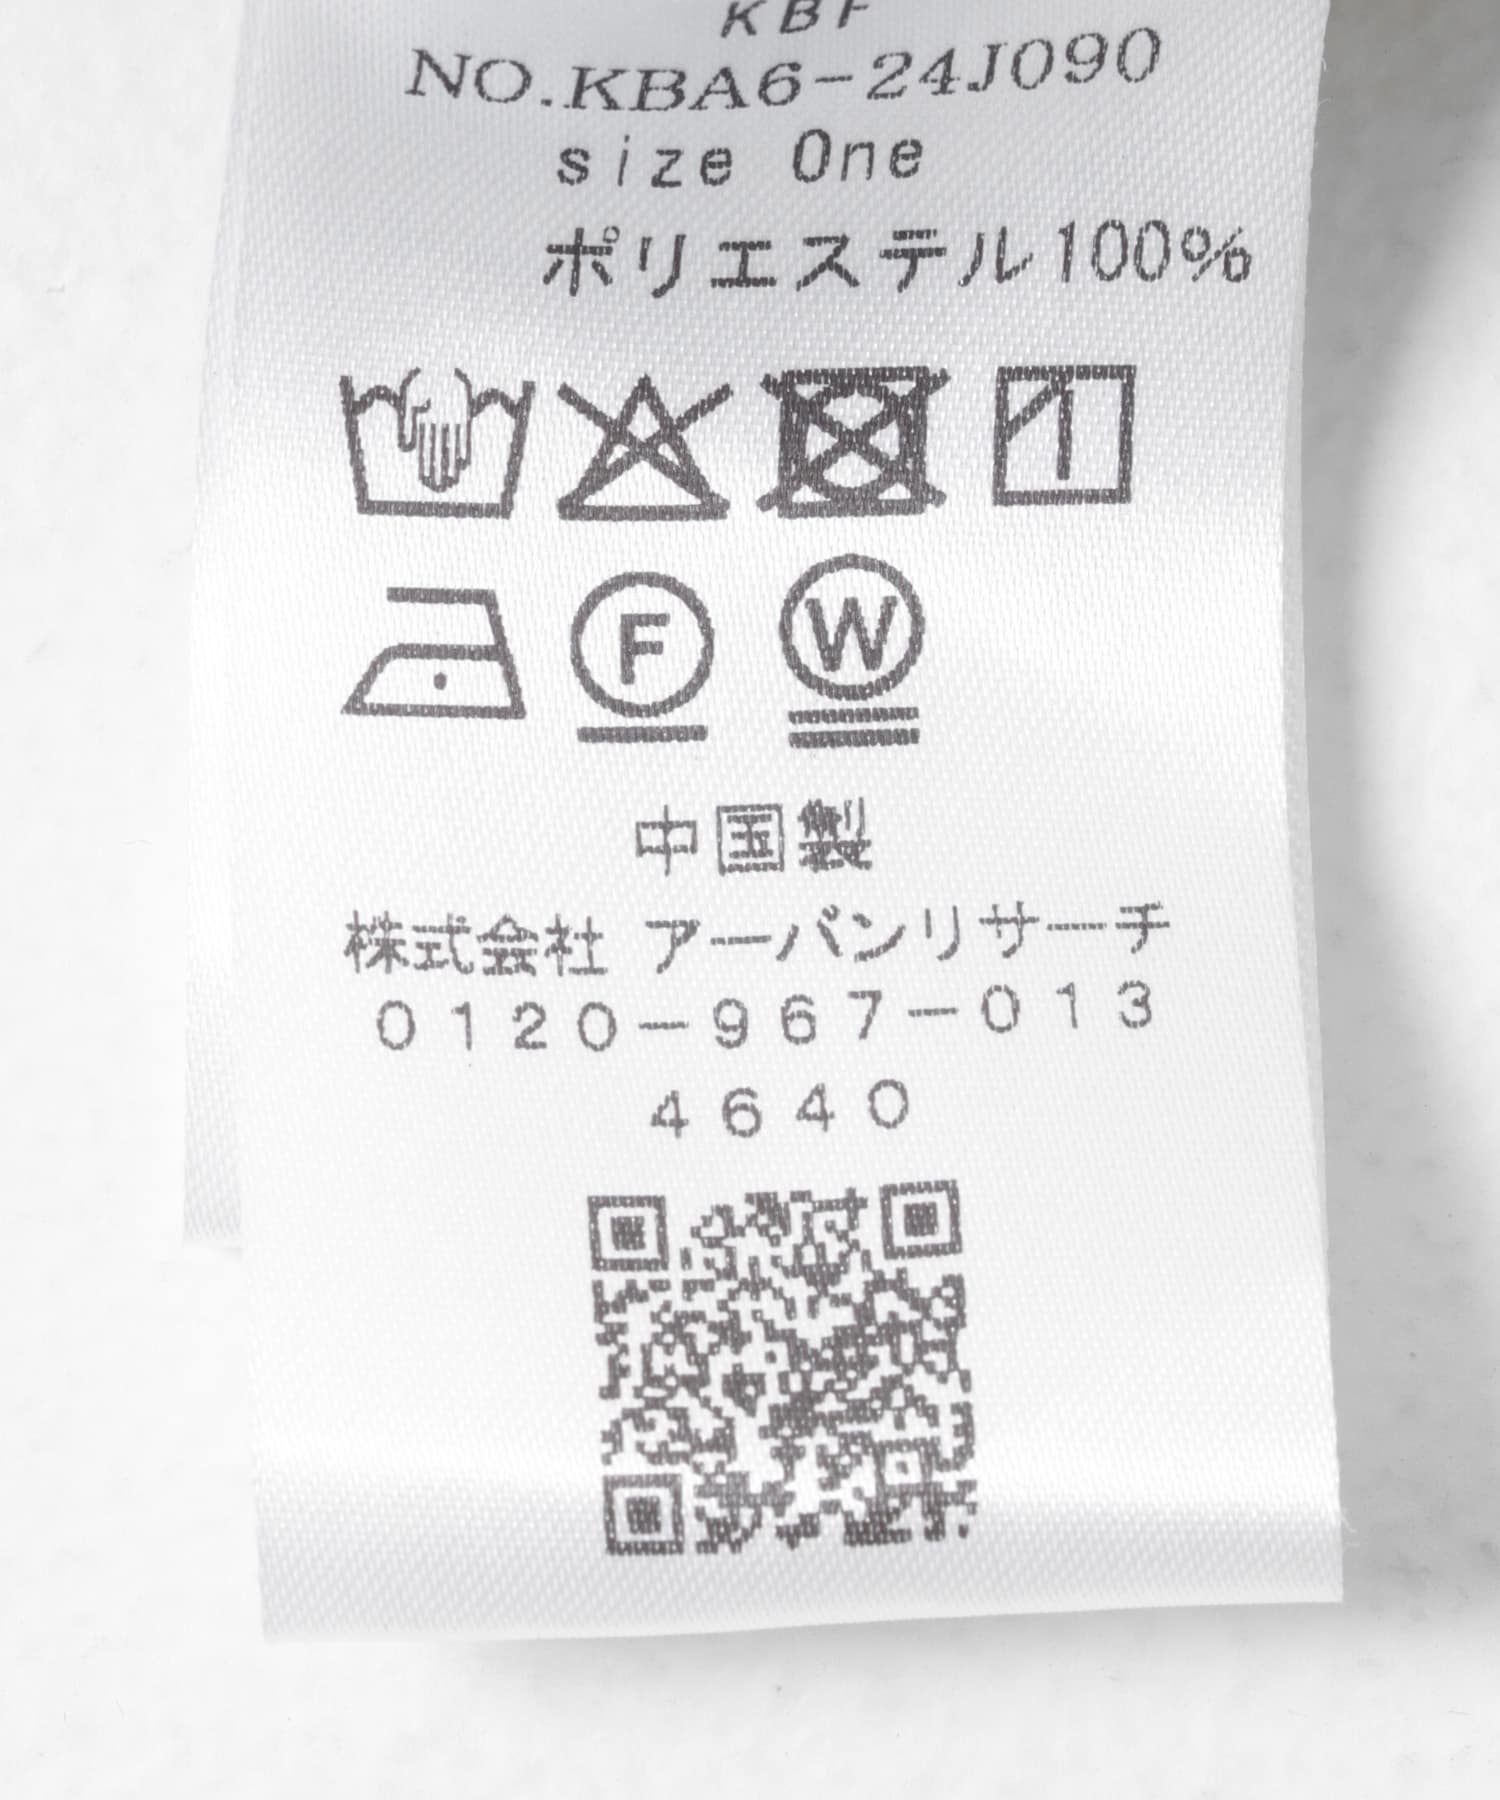 KBF
NO.KBA6-24J090
size One
ポリエステル100%
F W
中国製
株式会社 アーバンリサーチ
0120-967-013
4640